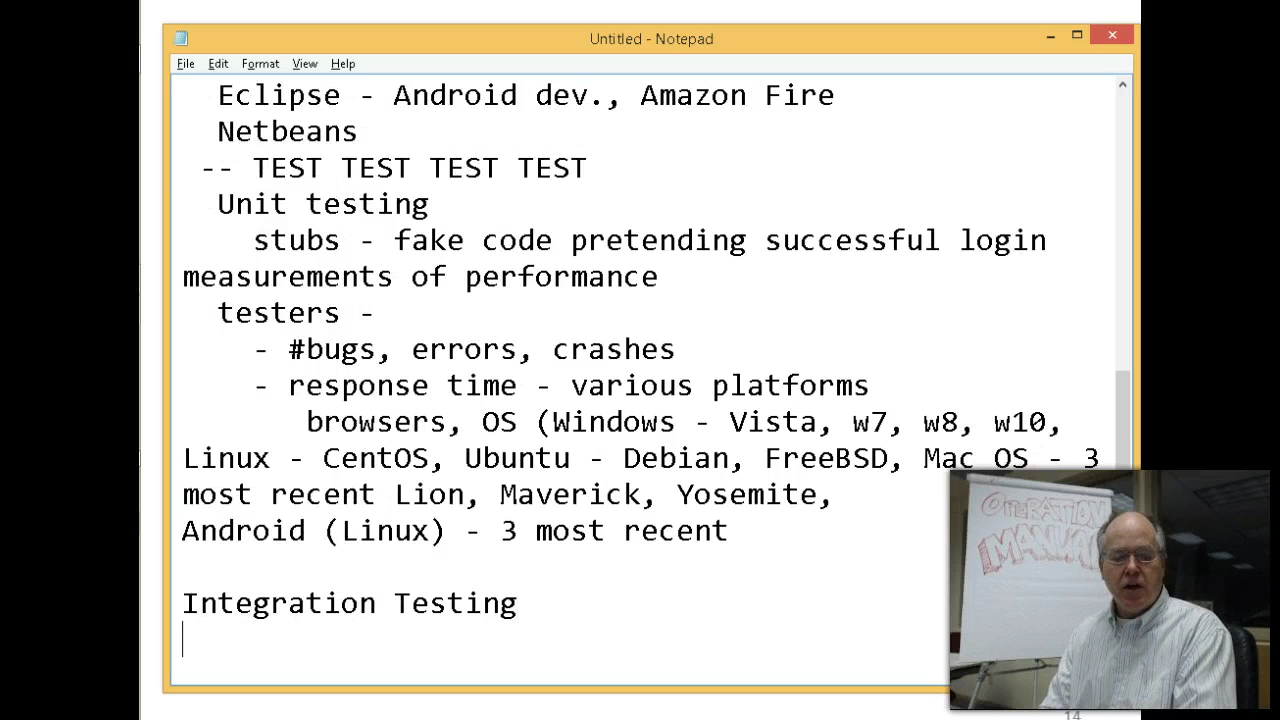 Untitled - Notepad
File Edit Format View Help
Eclipse - Android dev., Amazon Fire
Netbeans
-- TEST TEST TEST TEST
Unit testing
stubs - fake code pretending successful login
measurements of performance
testers -
- #bugs, errors, crashes
- response time - various platforms
browsers, OS (Windows - Vista, w7, w8, w10,
Linux - CentOS, Ubuntu - Debian, FreeBSD, Mac OS - 3
most recent Lion, Maverick, Yosemite,
Android (Linux) - 3 most recent
Integration Testing
OPERATION
MANUAL
14